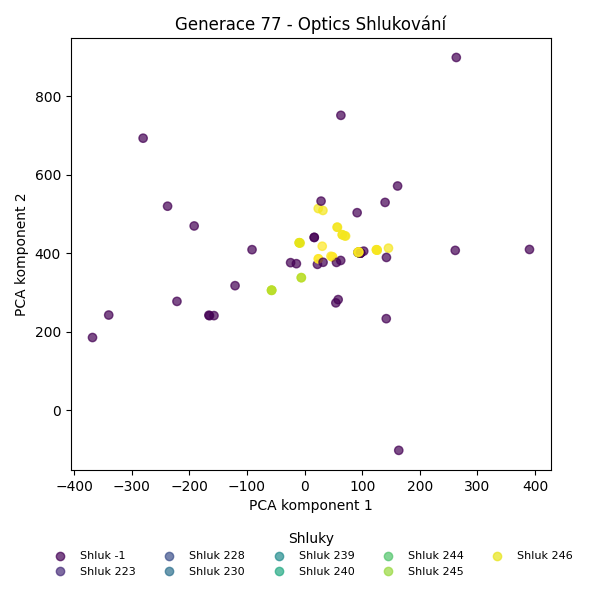 Generace 77 - Optics Shlukování
PCA komponent 2
800
600
400
200
0
−400 −300 −200 −100 0 100 200 300 400
PCA komponent 1
Shluky
Shluk -1 Shluk 228 Shluk 239 Shluk 244 Shluk 246
Shluk 223 Shluk 230 Shluk 240 Shluk 245